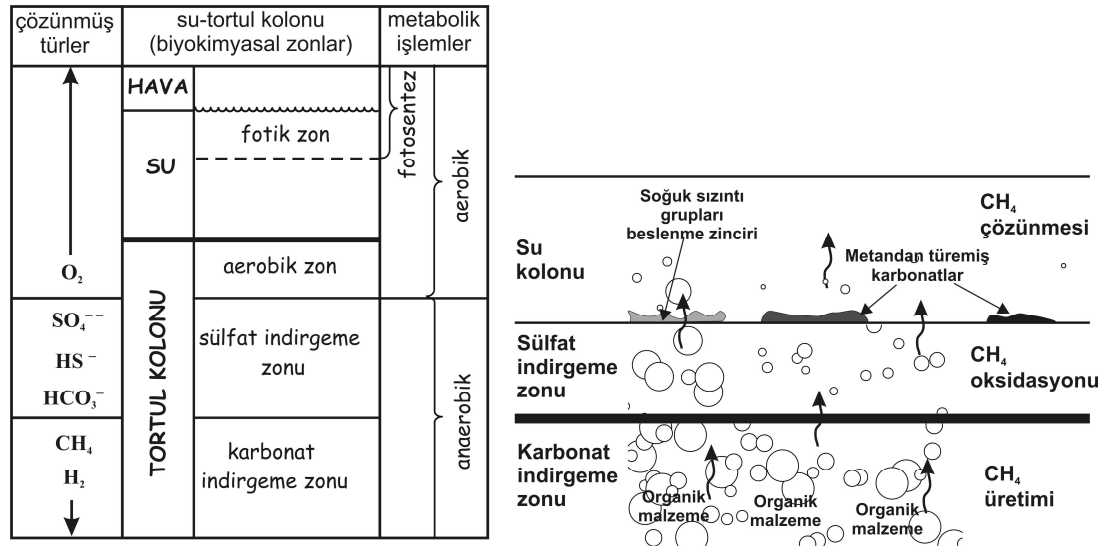 çözünmüş
türler
su-tortul kolonu
(biyokimyasal zonlar)
metabolik
işlemler
HAVA
fotik zon
SU
fotosentez
aerobik
O₂
aerobik zon
TORTUL KOLONU
SO₄⁻⁻
HS⁻
HCO₃⁻
sülfat indirgeme
zonu
CH₄
H₂
karbonat
indirgeme zonu
anaerobik
Soğuk sızıntı
grupları
beslenme zinciri
CH₄
çözünmesi
Su
kolonu
Metandan türemiş
karbonatlar
Sülfat
indirgeme
zonu
CH₄
oksidasyonu
Karbonat
indirgeme
zonu
Organik
malzeme
Organik
malzeme
Organik
malzeme
CH₄
üretimi